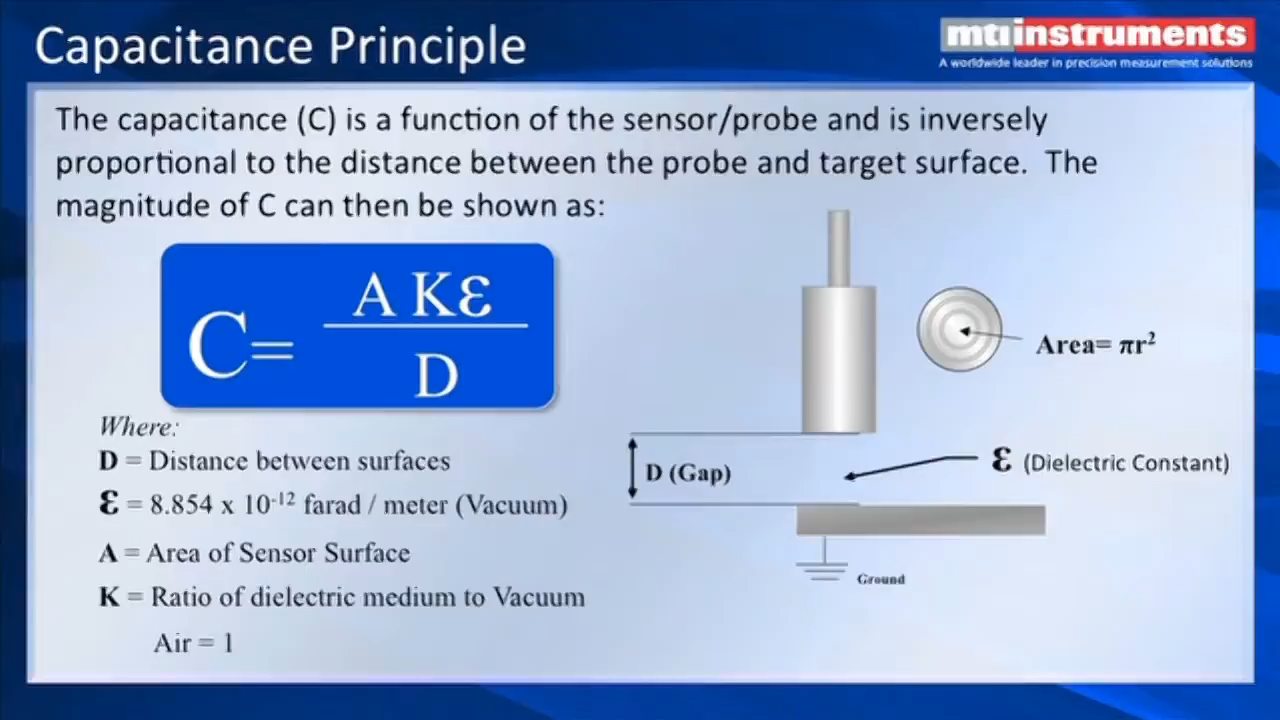 Capacitance Principle
mtiinstruments
A worldwide leader in precision measurement solutions
The capacitance (C) is a function of the sensor/probe and is inversely
proportional to the distance between the probe and target surface. The
magnitude of C can then be shown as:
C= A Kε
D
Where:
D = Distance between surfaces
ε = 8.854 x 10⁻¹² farad / meter (Vacuum)
A = Area of Sensor Surface
K = Ratio of dielectric medium to Vacuum
Air = 1
Area= πr²
D (Gap)
ε (Dielectric Constant)
Ground